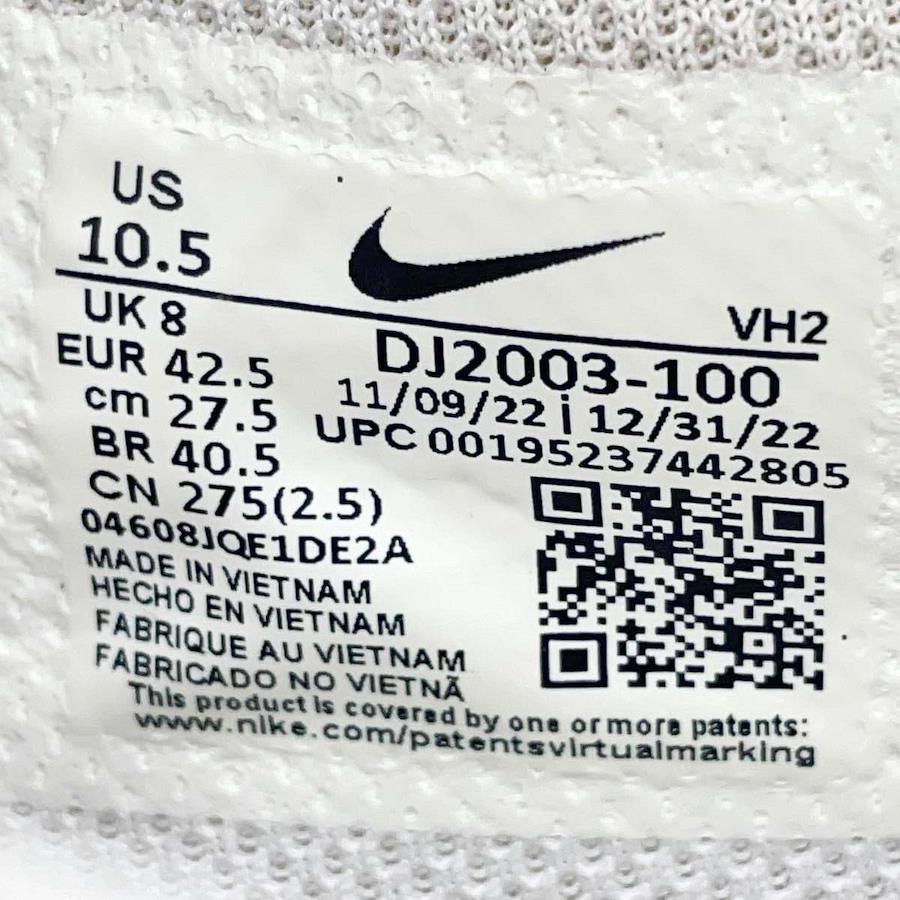 US
10.5
VH2
UK 8
EUR 42.5
cm 27.5
BR 40.5
CN 275(2.5)
DJ2003-100
11/09/22 | 12/31/22
UPC 00195237442805
04608JQE1DE2A
MADE IN VIETNAM
HECHO EN VIETNAM
FABRIQUE AU VIETNAM
FABRICADO NO VIETNÃ
This product is covered by one or more patents:
www.nike.com/patentsvirtualmarking